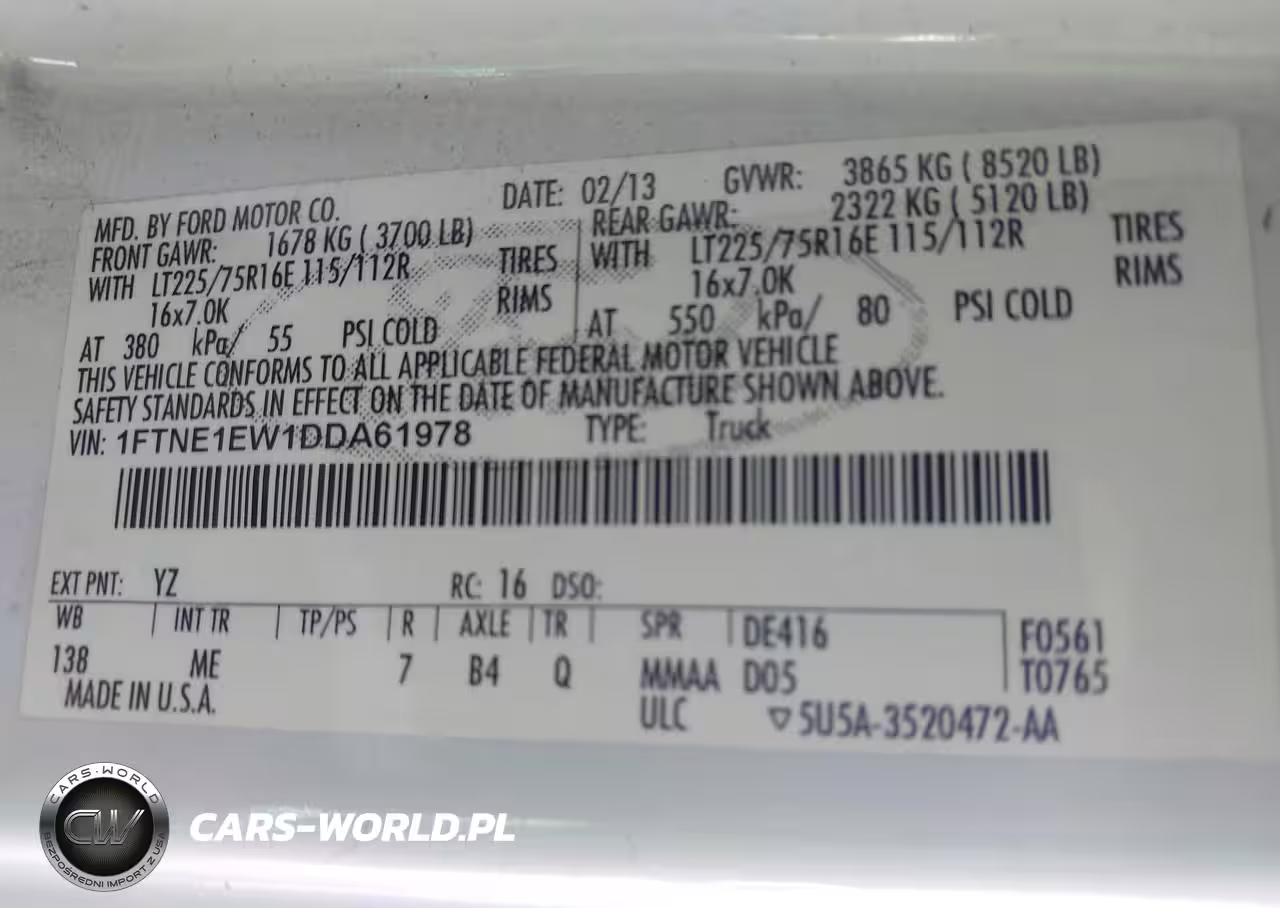 MFD. BY FORD MOTOR CO. DATE: 02/13 GVWR: 3865 KG ( 8520 LB)
FRONT GAWR: 1678 KG ( 3700 LB) REAR GAWR: 2322 KG ( 5120 LB)
WITH LT225/75R16E 115/112R TIRES WITH LT225/75R16E 115/112R TIRES
16x7.0K RIMS 16x7.0K RIMS
AT 380 kPa/ 55 PSI COLD AT 550 kPa/ 80 PSI COLD
THIS VEHICLE CONFORMS TO ALL APPLICABLE FEDERAL MOTOR VEHICLE
SAFETY STANDARDS IN EFFECT ON THE DATE OF MANUFACTURE SHOWN ABOVE.
VIN: 1FTNE1EW1DDA61978 TYPE: Truck
EXT PNT: YZ RC: 16 DSO:
WB INT TR TP/PS R AXLE TR SPR DE416 F0561
138 ME 7 B4 Q MMAA D05 T0765
MADE IN U.S.A. ULC ▽5U5A-3520472-AA
CARS-WORLD
CW
BEZPOŚREDNI IMPORT Z USA
CARS-WORLD.PL